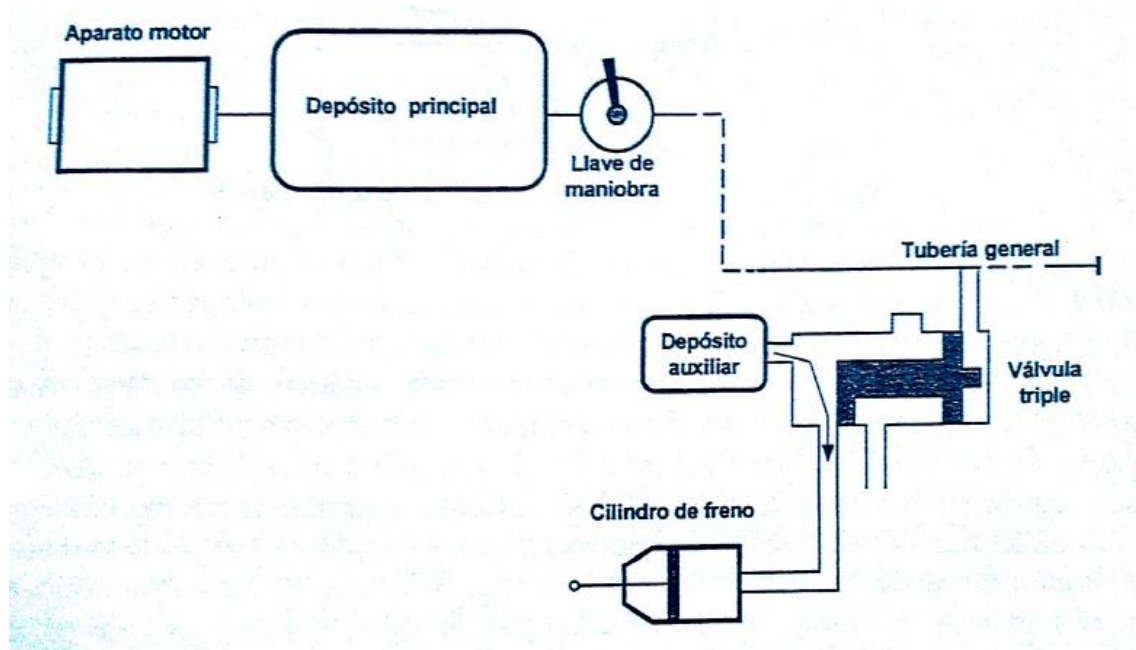 Aparato motor
Depósito principal
Llave de
maniobra
Tubería general
Depósito
auxiliar
Válvula
triple
Cilindro de freno